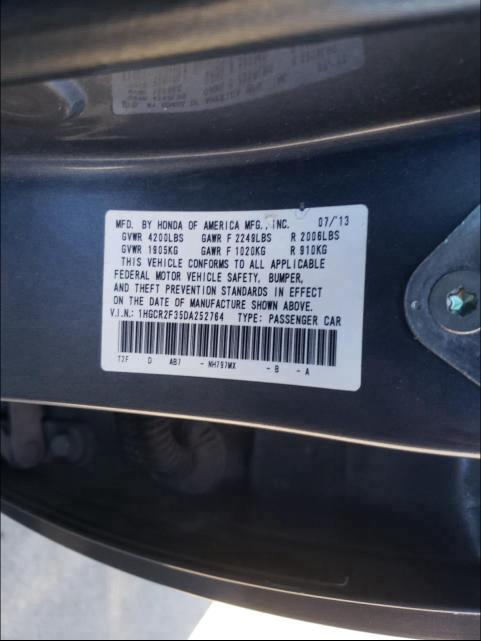 MFD. BY HONDA OF AMERICA MFG., INC. 07/'13
GVWR 4200LBS GAWR F 2249LBS R 2006LBS
GVWR 1905KG GAWR F 1020KG R 910KG
THIS VEHICLE CONFORMS TO ALL APPLICABLE
FEDERAL MOTOR VEHICLE SAFETY, BUMPER,
AND THEFT PREVENTION STANDARDS IN EFFECT
ON THE DATE OF MANUFACTURE SHOWN ABOVE.
V.I.N.: 1HGCR2F35DA252764 TYPE: PASSENGER CAR
T2F D AB7 - NH797MX - B - A